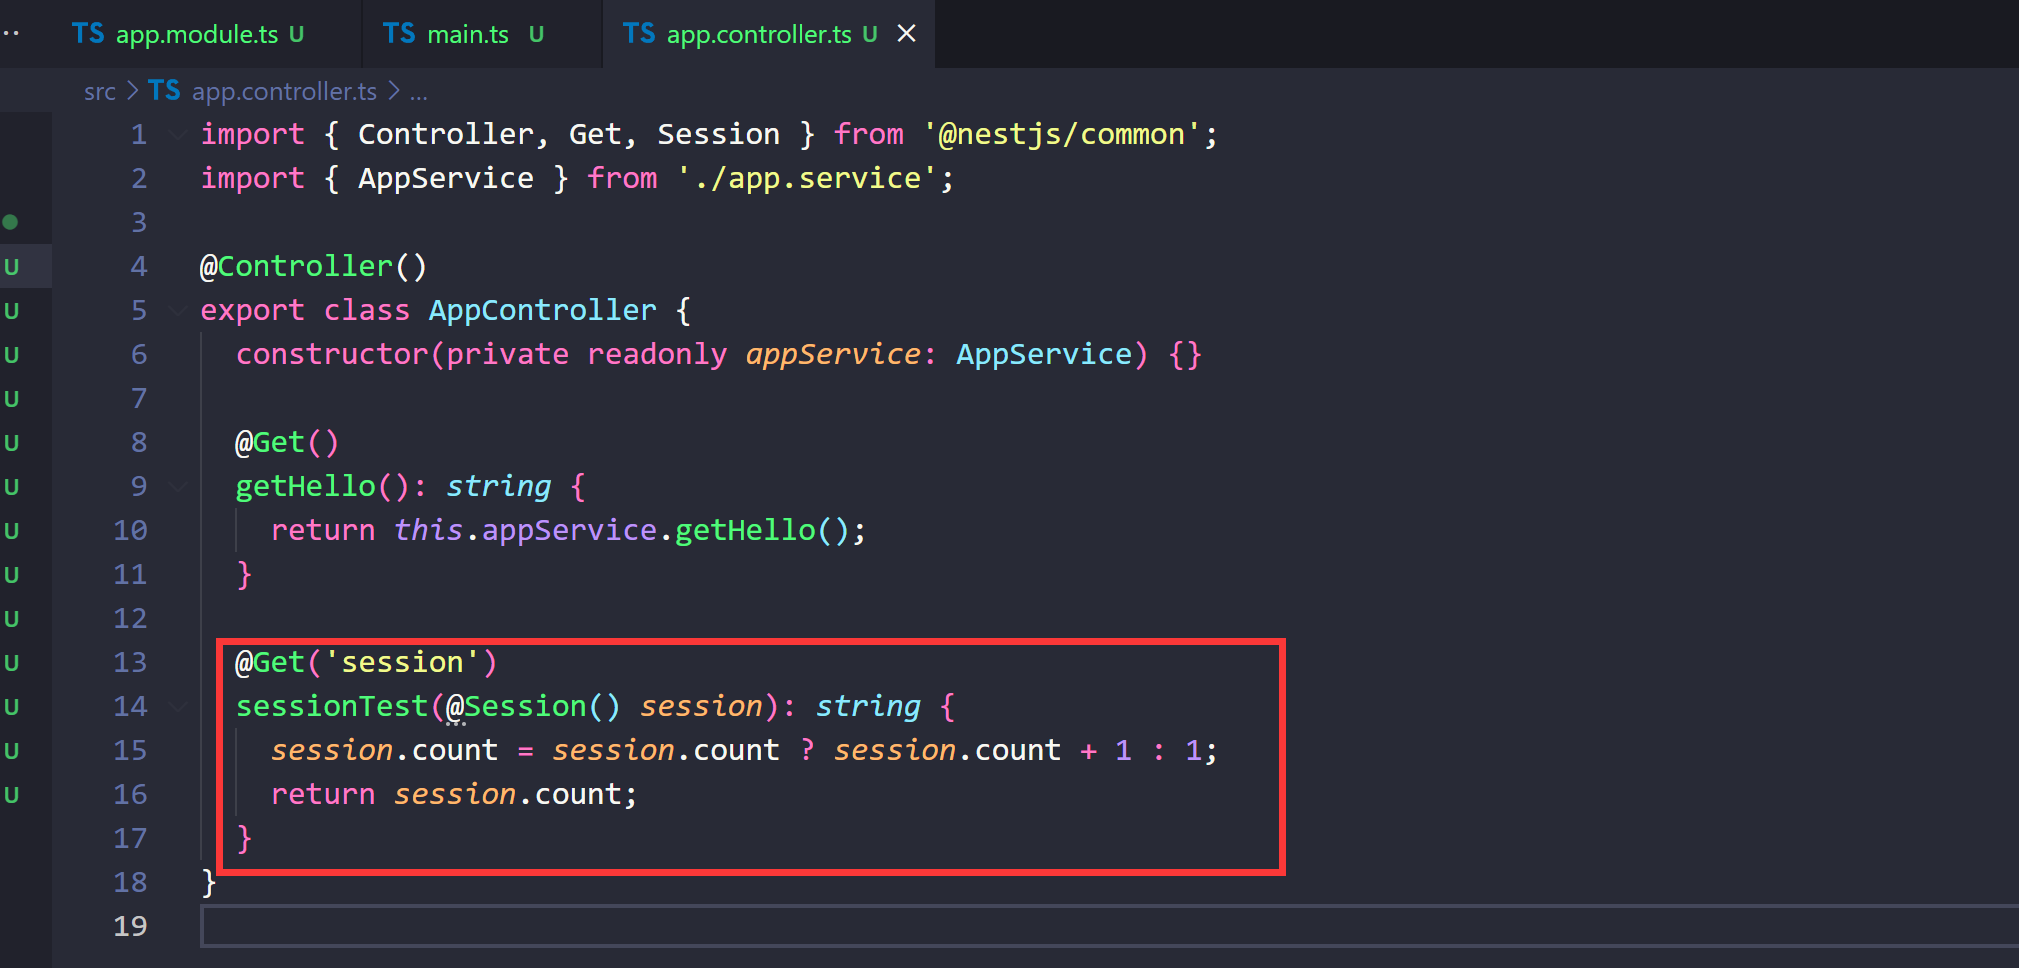 TS app.module.ts U TS main.ts U TS app.controller.ts U
src > TS app.controller.ts > ...
1 import { Controller, Get, Session } from '@nestjs/common';
2 import { AppService } from './app.service';
3
4 @Controller()
5 export class AppController {
6 constructor(private readonly appService: AppService) {}
7
8 @Get()
9 getHello(): string {
10 return this.appService.getHello();
11 }
12
13 @Get('session')
14 sessionTest(@Session() session): string {
15 session.count = session.count ? session.count + 1 : 1;
16 return session.count;
17 }
18 }
19
U
U
U
U
U
U
U
U
U
U
U
U
U